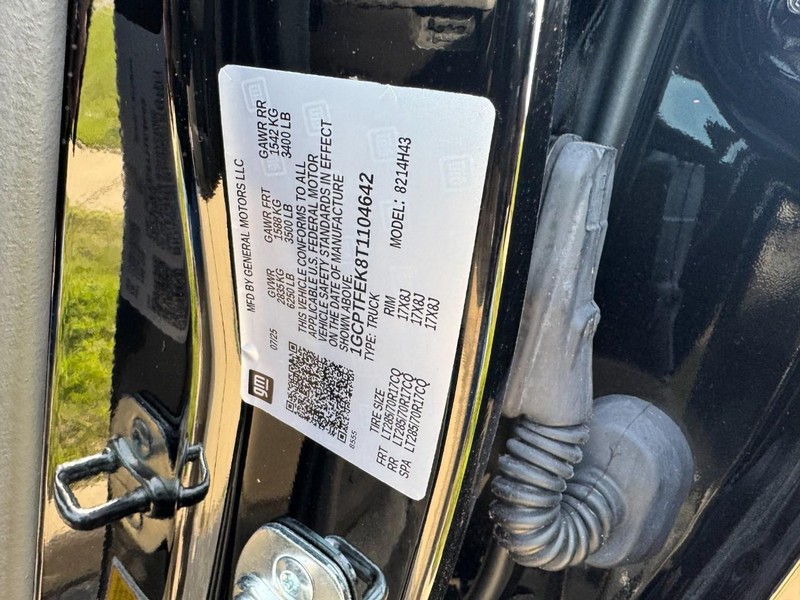 MFD BY GENERAL MOTORS LLC
07/25 GVWR GAWR FRT GAWR RR
2835 KG 1588 KG 1542 KG
6250 LB 3500 LB 3400 LB
THIS VEHICLE CONFORMS TO ALL
APPLICABLE U.S. FEDERAL MOTOR
VEHICLE SAFETY STANDARDS IN EFFECT
ON THE DATE OF MANUFACTURE
SHOWN ABOVE.
1GCPTFEK8T1104642
TYPE: TRUCK MODEL: 8214H43
gm
6555
TIRE SIZE RIM
FRT LT285/70R17CQ 17X8J
RR LT285/70R17CQ 17X8J
SPA LT285/70R17CQ 17X8J